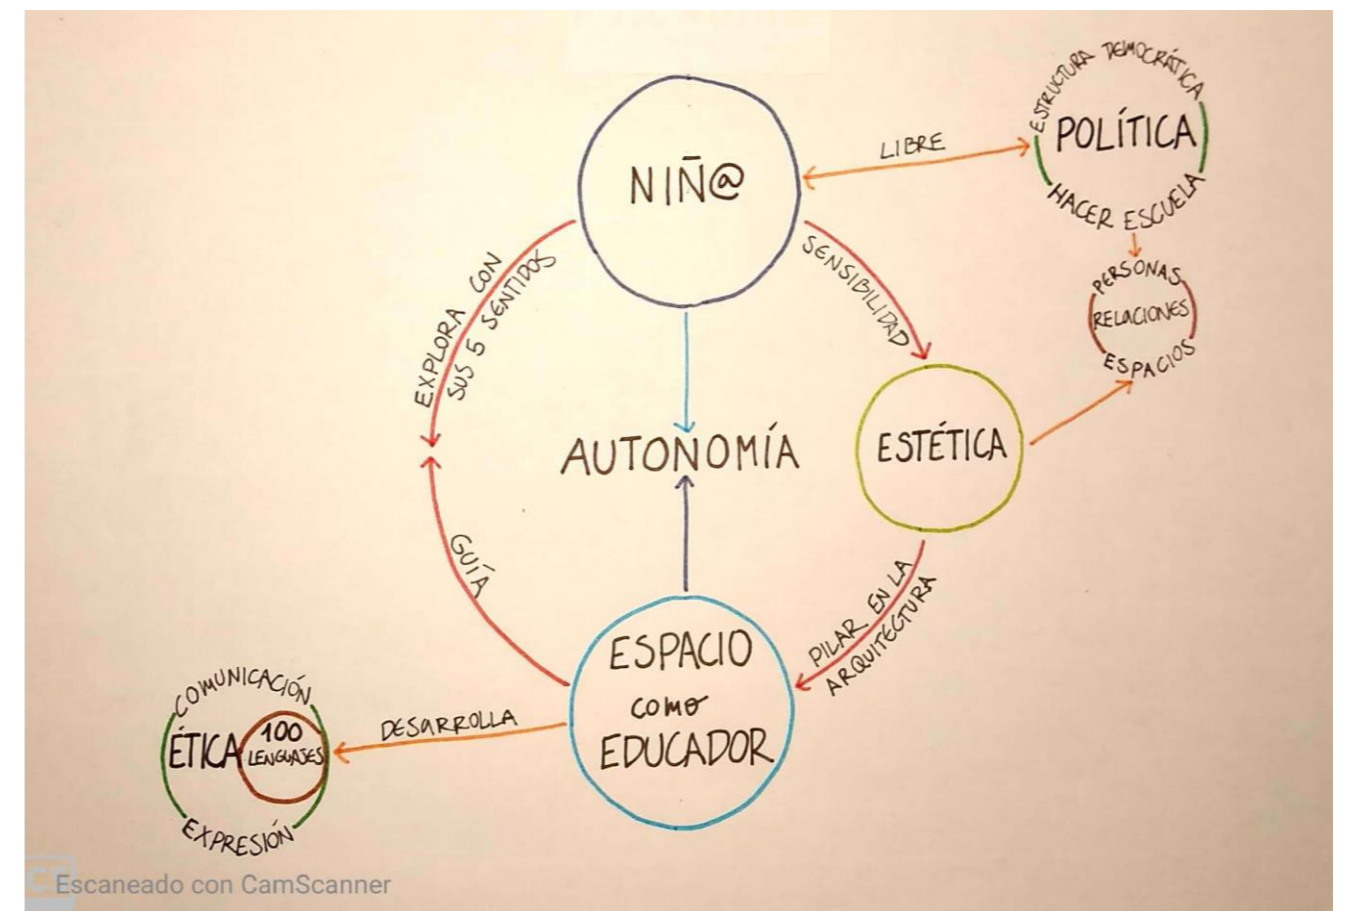 NIÑ@
LIBRE
ESTRUCTURA DEMOCRÁTICA
POLÍTICA
HACER ESCUELA
PERSONAS
RELACIONES
ESPACIOS
SENSIBILIDAD
EXPLORA CON
SUS 5 SENTIDOS
AUTONOMÍA
ESTÉTICA
GUÍA
PILAR EN LA
ARQUITECTURA
ESPACIO
como
EDUCADOR
DESARROLLA
COMUNICACIÓN
ÉTICA
100
LENGUAJES
EXPRESIÓN
CS Escaneado con CamScanner